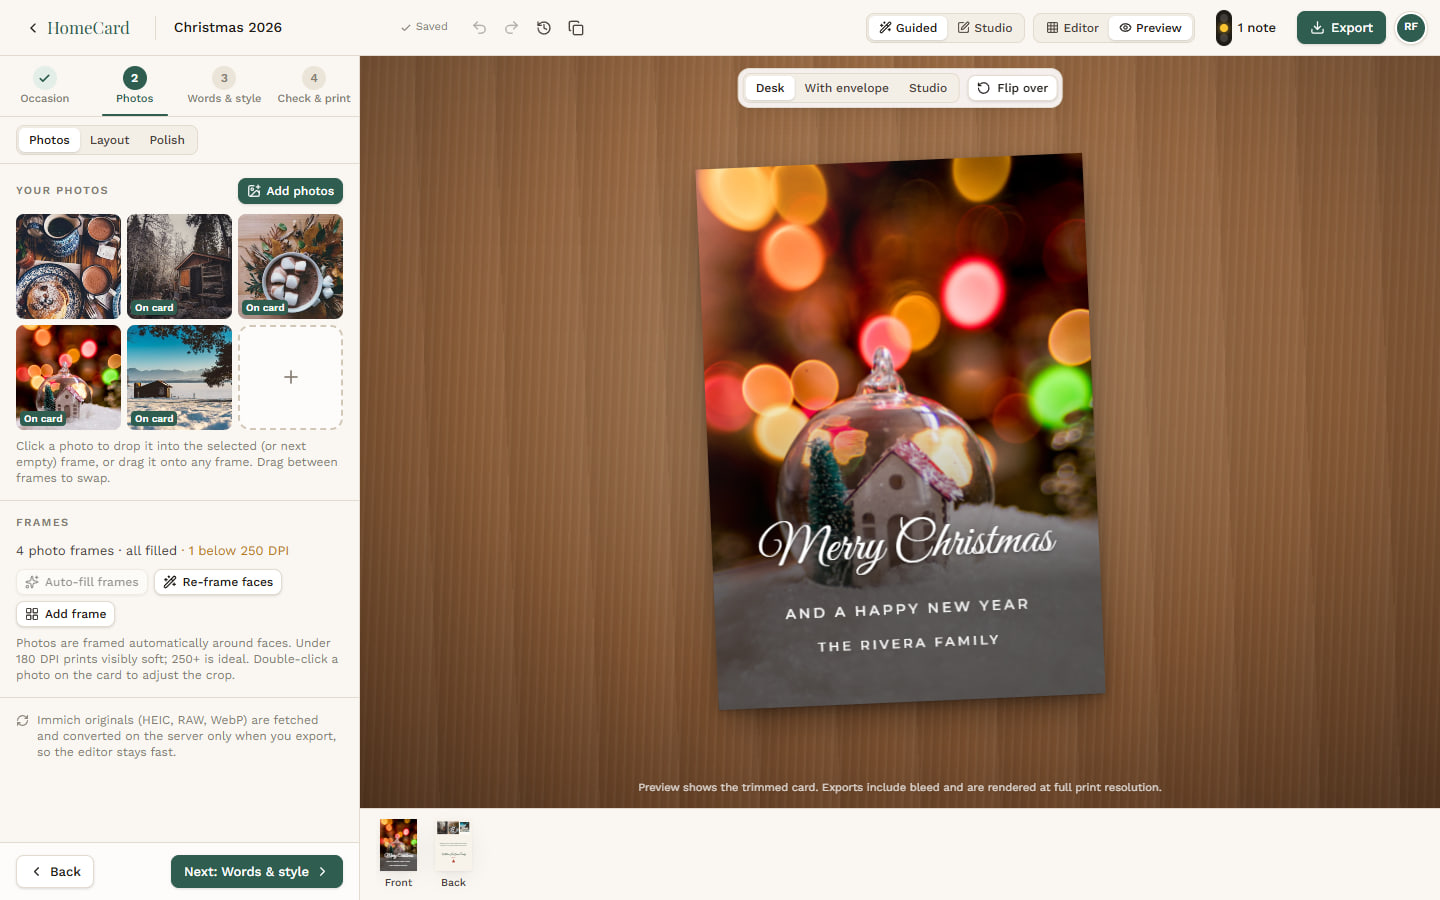 HomeCard
Christmas 2026
Saved
Guided
Studio
Editor
Preview
1 note
Export
RF
Occasion
2
Photos
3
Words & style
4
Check & print
Photos
Layout
Polish
YOUR PHOTOS
Add photos
On card
On card
On card
On card
Click a photo to drop it into the selected (or next
empty) frame, or drag it onto any frame. Drag between
frames to swap.
FRAMES
4 photo frames · all filled · 1 below 250 DPI
Auto-fill frames
Re-frame faces
Add frame
Photos are framed automatically around faces. Under
180 DPI prints visibly soft; 250+ is ideal. Double-click a
photo on the card to adjust the crop.
Immich originals (HEIC, RAW, WebP) are fetched
and converted on the server only when you export,
so the editor stays fast.
Back
Next: Words & style
Desk
With envelope
Studio
Flip over
Merry Christmas
AND A HAPPY NEW YEAR
THE RIVERA FAMILY
Preview shows the trimmed card. Exports include bleed and are rendered at full print resolution.
Front
Back